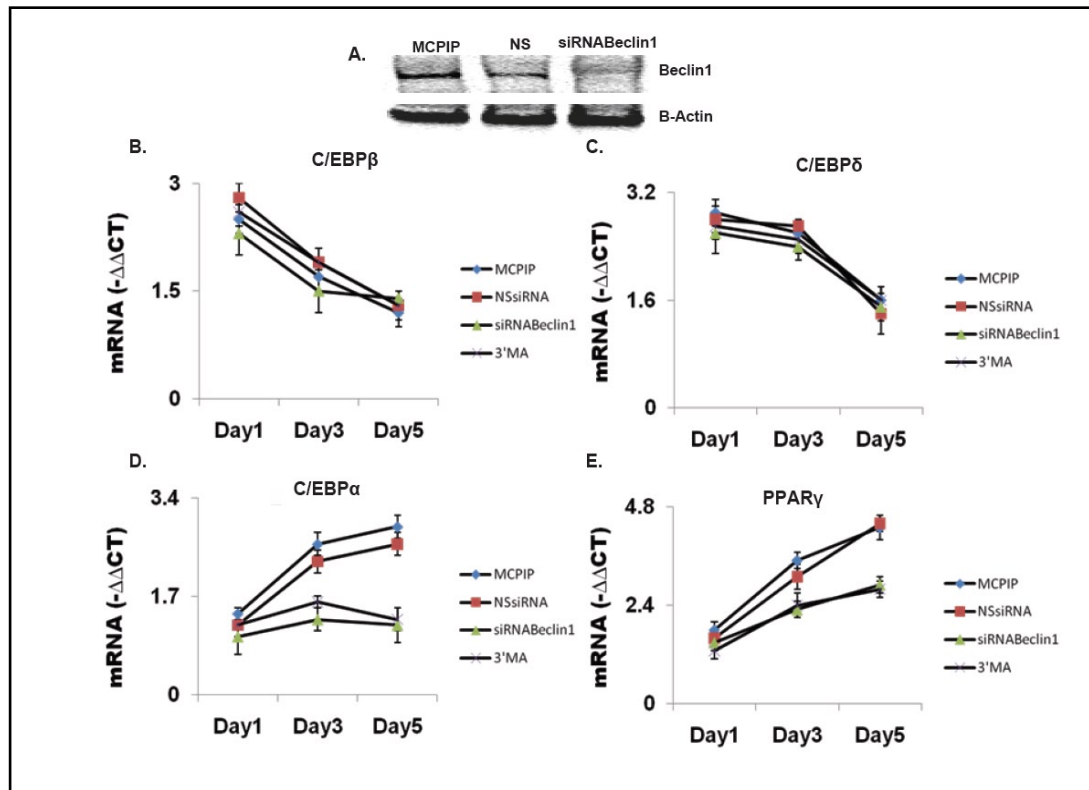 A.
MCPIP NS siRNABeclin1
Beclin1
B-Actin
B.
C/EBPβ
mRNA (-ΔΔCT)
3
1.5
0
Day1 Day3 Day5
MCPIP
NSsiRNA
siRNABeclin1
3'MA
C.
C/EBPδ
mRNA (-ΔΔCT)
3.2
1.6
0
Day1 Day3 Day5
MCPIP
NSsiRNA
siRNABeclin1
3'MA
D.
C/EBPα
mRNA (-ΔΔCT)
3.4
1.7
0
Day1 Day3 Day5
MCPIP
NSsiRNA
siRNABeclin1
3'MA
E.
PPARγ
mRNA (-ΔΔCT)
4.8
2.4
0
Day1 Day3 Day5
MCPIP
NSsiRNA
siRNABeclin1
3'MA